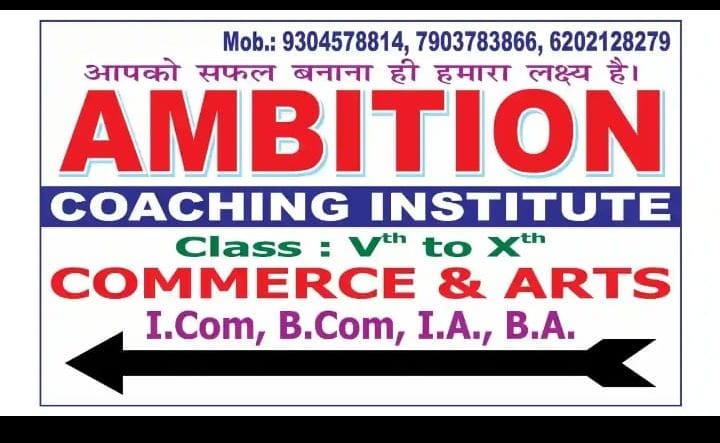 Mob.: 9304578814, 7903783866, 6202128279
आपको सफल बनाना ही हमारा लक्ष्य है।
AMBITION
COACHING INSTITUTE
Class : Vth to Xth
COMMERCE & ARTS
I.Com, B.Com, I.A., B.A.